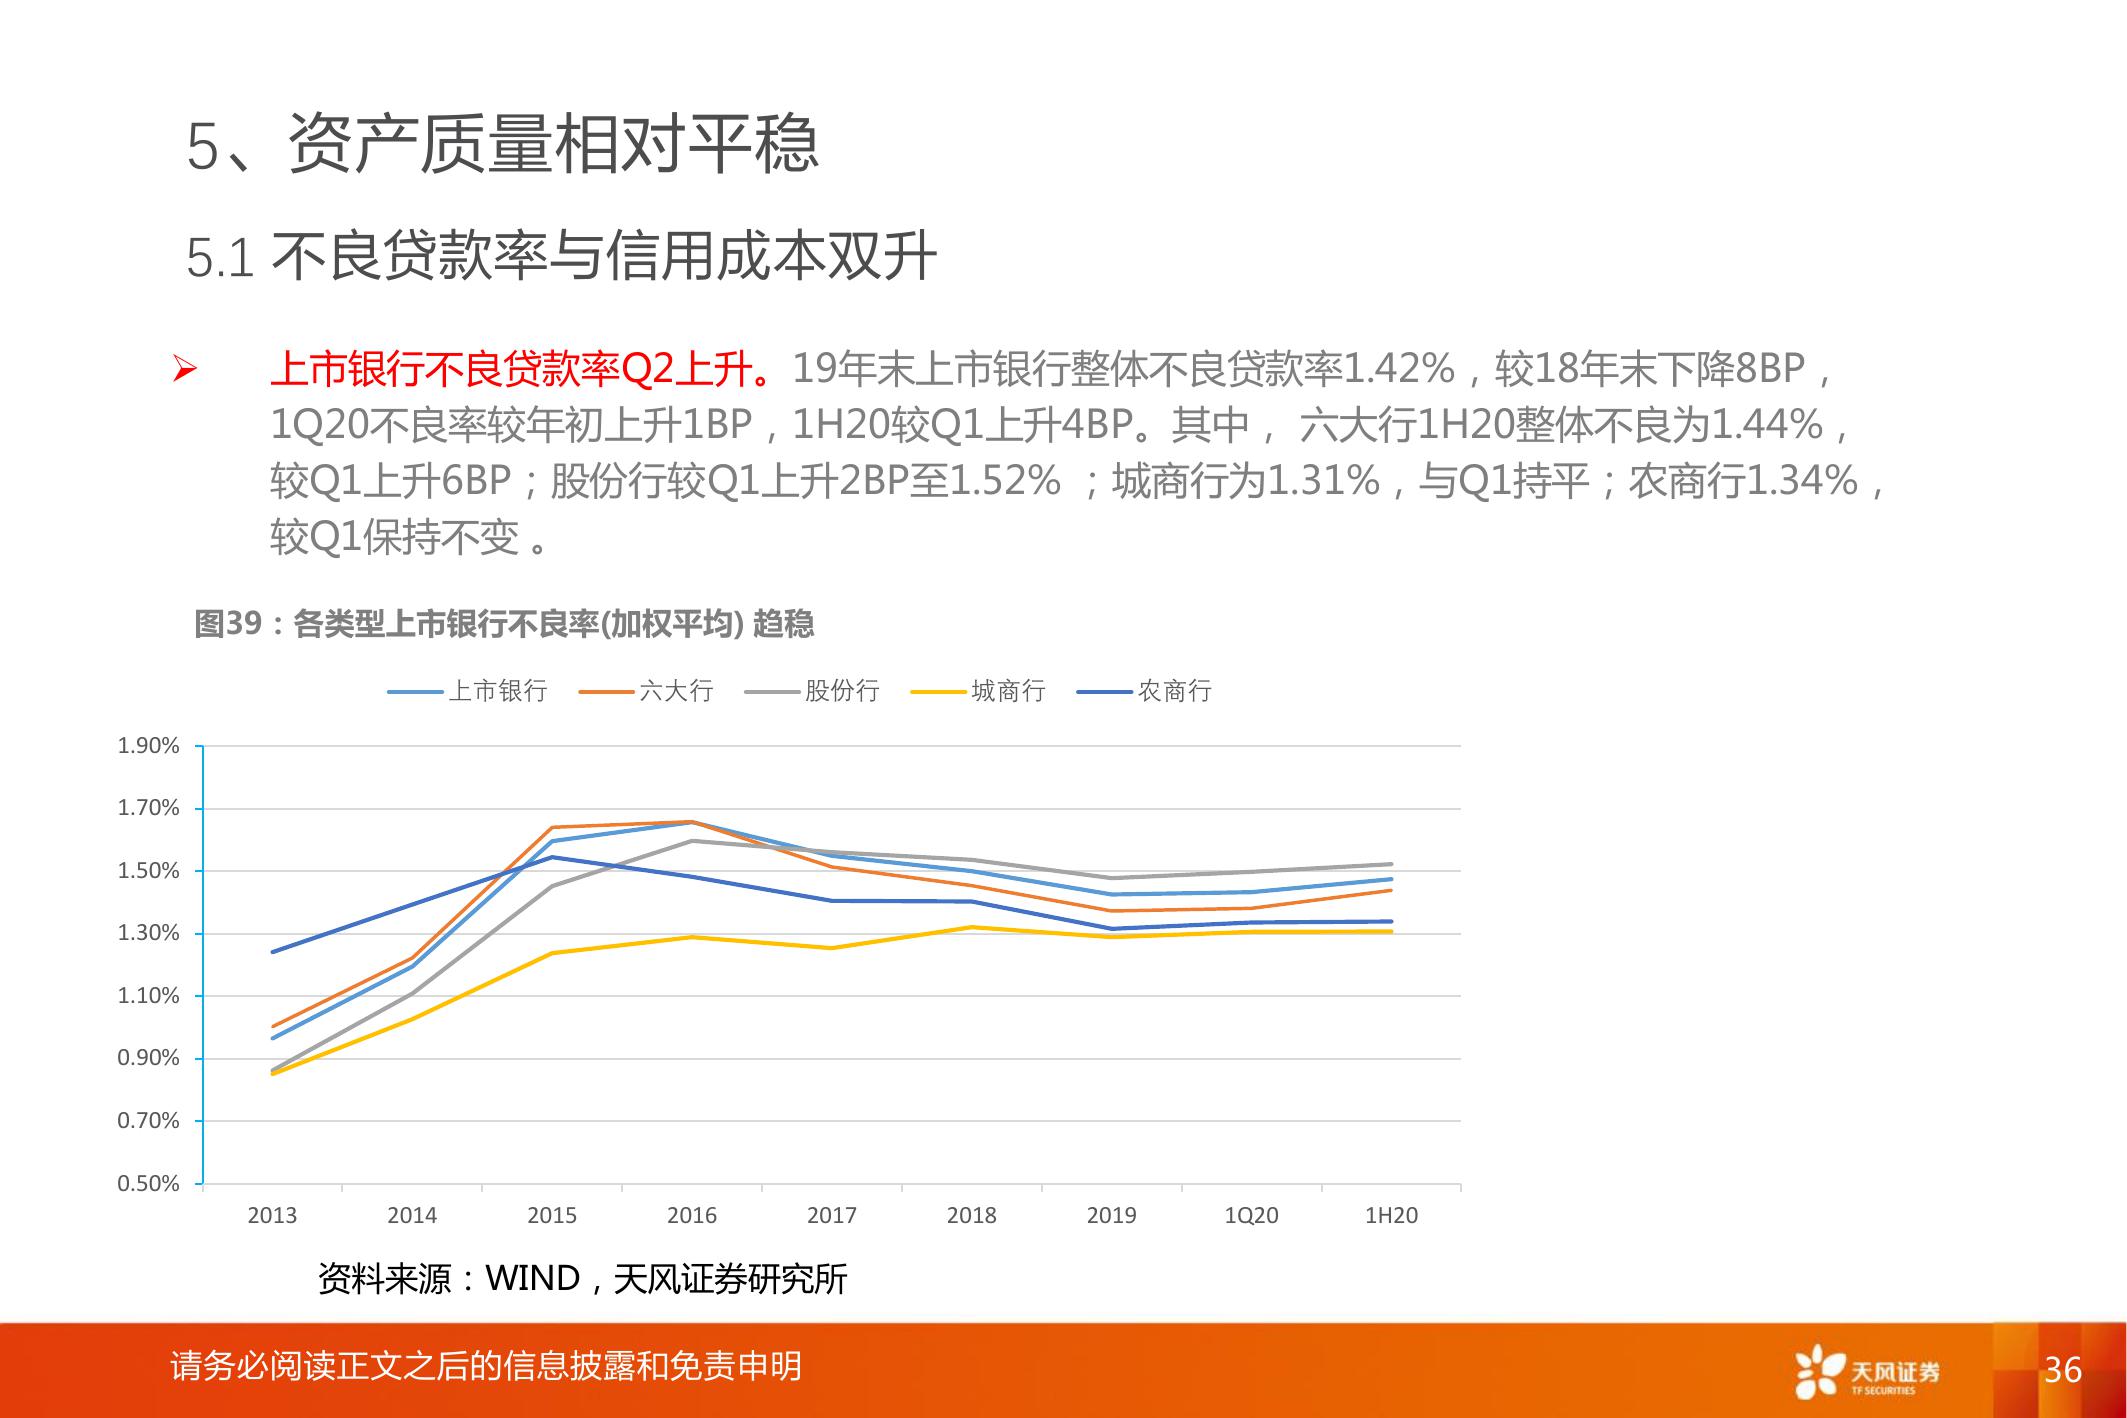 5、资产质量相对平稳
5.1 不良贷款率与信用成本双升
上市银行不良贷款率Q2上升。19年末上市银行整体不良贷款率1.42%，较18年末下降8BP，
1Q20不良率较年初上升1BP，1H20较Q1上升4BP。其中， 六大行1H20整体不良为1.44%，
较Q1上升6BP；股份行较Q1上升2BP至1.52% ；城商行为1.31%，与Q1持平；农商行1.34%，
较Q1保持不变 。
图39：各类型上市银行不良率(加权平均) 趋稳
上市银行 六大行 股份行 城商行 农商行
1.90%
1.70%
1.50%
1.30%
1.10%
0.90%
0.70%
0.50%
2013 2014 2015 2016 2017 2018 2019 1Q20 1H20
资料来源：WIND，天风证券研究所
请务必阅读正文之后的信息披露和免责申明
天风证券
TF SECURITIES
36